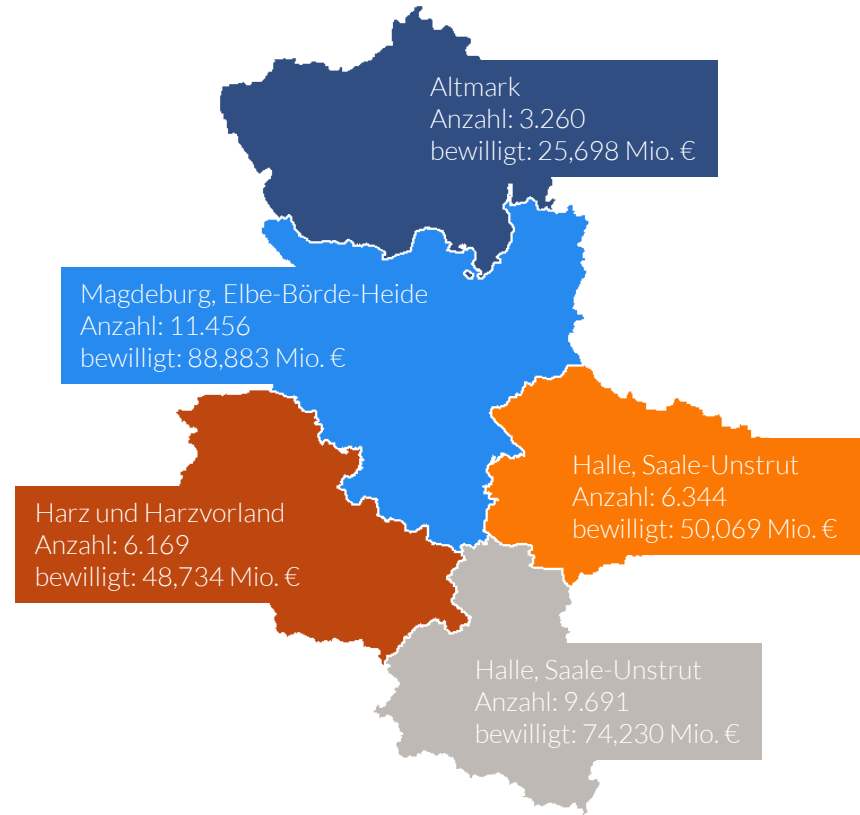 Altmark
Anzahl: 3.260
bewilligt: 25,698 Mio. €
Magdeburg, Elbe-Börde-Heide
Anzahl: 11.456
bewilligt: 88,883 Mio. €
Halle, Saale-Unstrut
Anzahl: 6.344
bewilligt: 50,069 Mio. €
Harz und Harzvorland
Anzahl: 6.169
bewilligt: 48,734 Mio. €
Halle, Saale-Unstrut
Anzahl: 9.691
bewilligt: 74,230 Mio. €